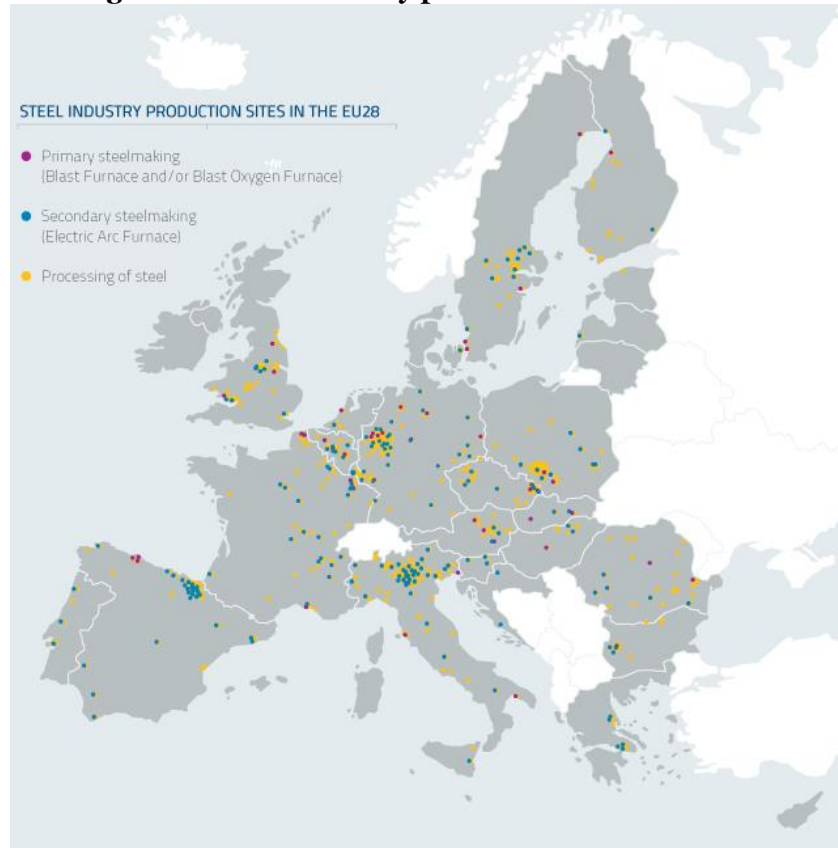 STEEL INDUSTRY PRODUCTION SITES IN THE EU28
Primary steelmaking
(Blast Furnace and/or Blast Oxygen Furnace)
Secondary steelmaking
(Electric Arc Furnace)
Processing of steel